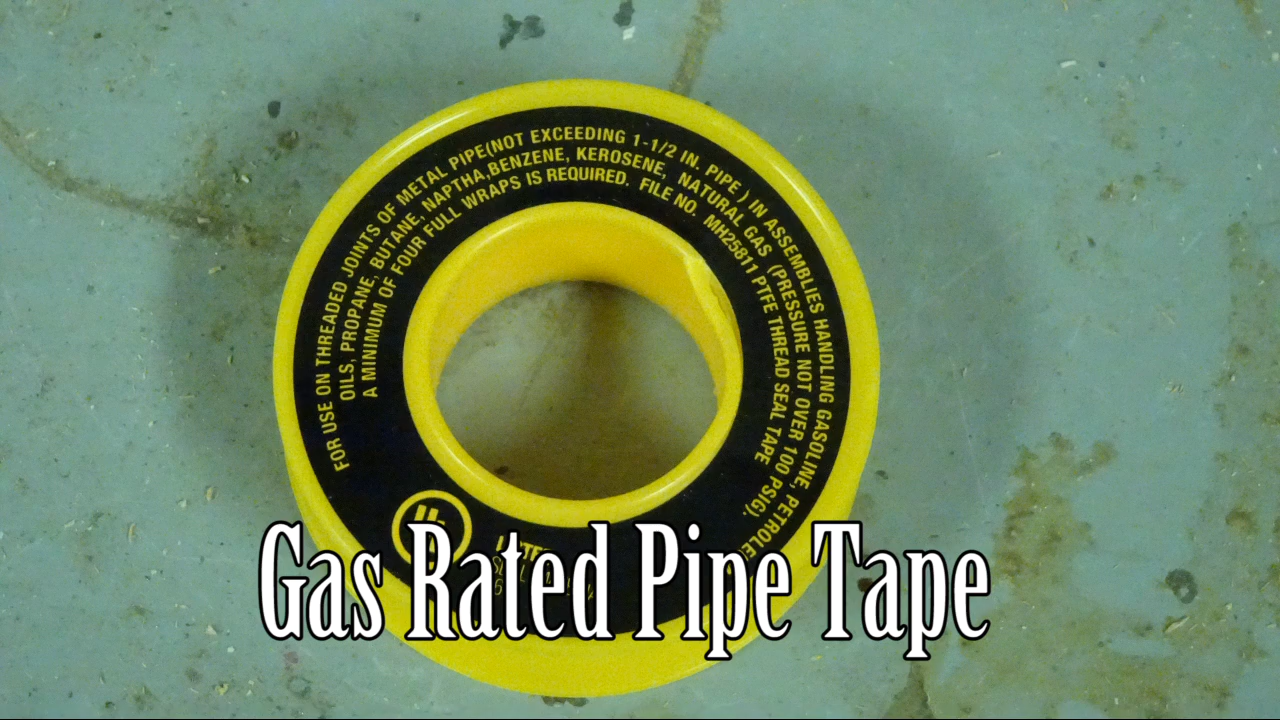 FOR USE ON THREADED JOINTS OF METAL PIPE(NOT EXCEEDING 1-1/2 IN. PIPE ) IN ASSEMBLIES HANDLING GASOLINE, PETROLE
OILS, PROPANE, BUTANE, NAPTHA,BENZENE, KEROSENE, NATURAL GAS (PRESSURE NOT OVER 100 PSIG),
A MINIMUM OF FOUR FULL WRAPS IS REQUIRED. FILE NO. MH25811 PTFE THREAD SEAL TAPE
Gas Rated Pipe Tape